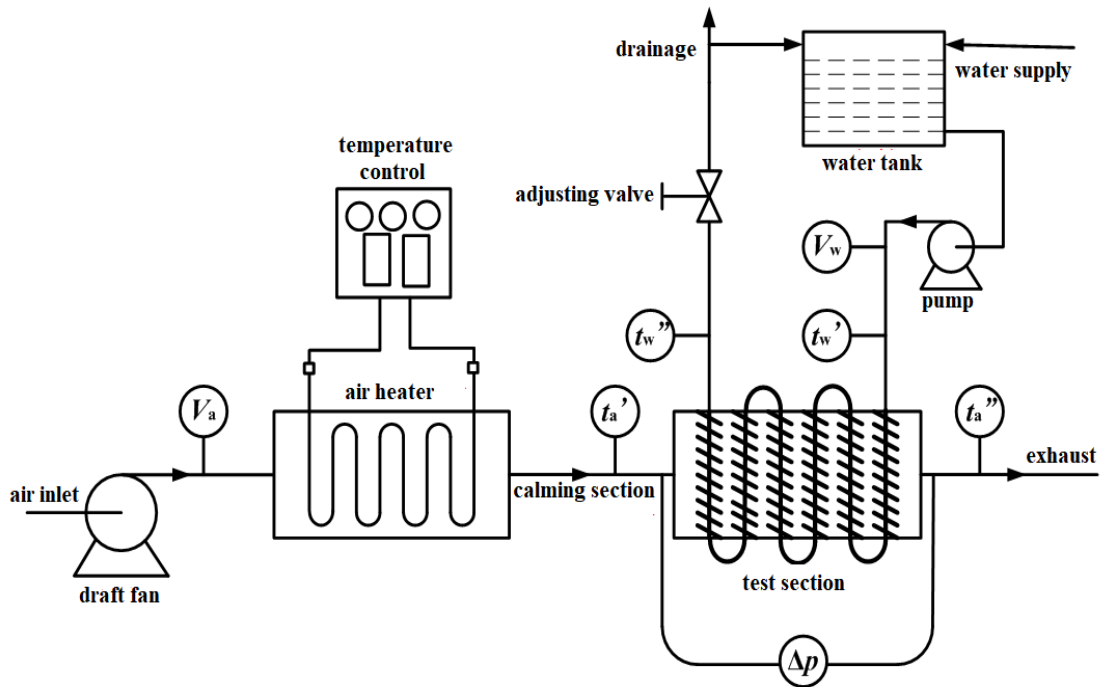 drainage
water supply
water tank
temperature
control
adjusting valve
Vw
pump
tw”
tw’
air heater
Va
ta’
ta”
exhaust
calming section
air inlet
test section
draft fan
Δp